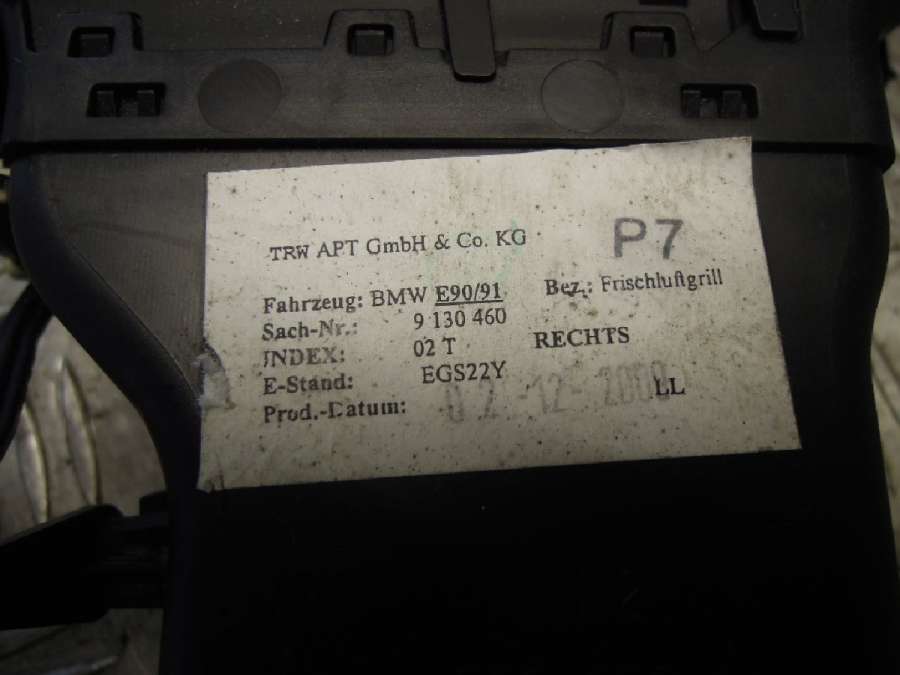 TRW APT GmbH & Co. KG P7
Fahrzeug: BMW E90/91 Bez.: Frischluftgrill
Sach-Nr.: 9 130 460
INDEX: 02 T RECHTS
E-Stand: EGS22Y
Prod.-Datum: LL